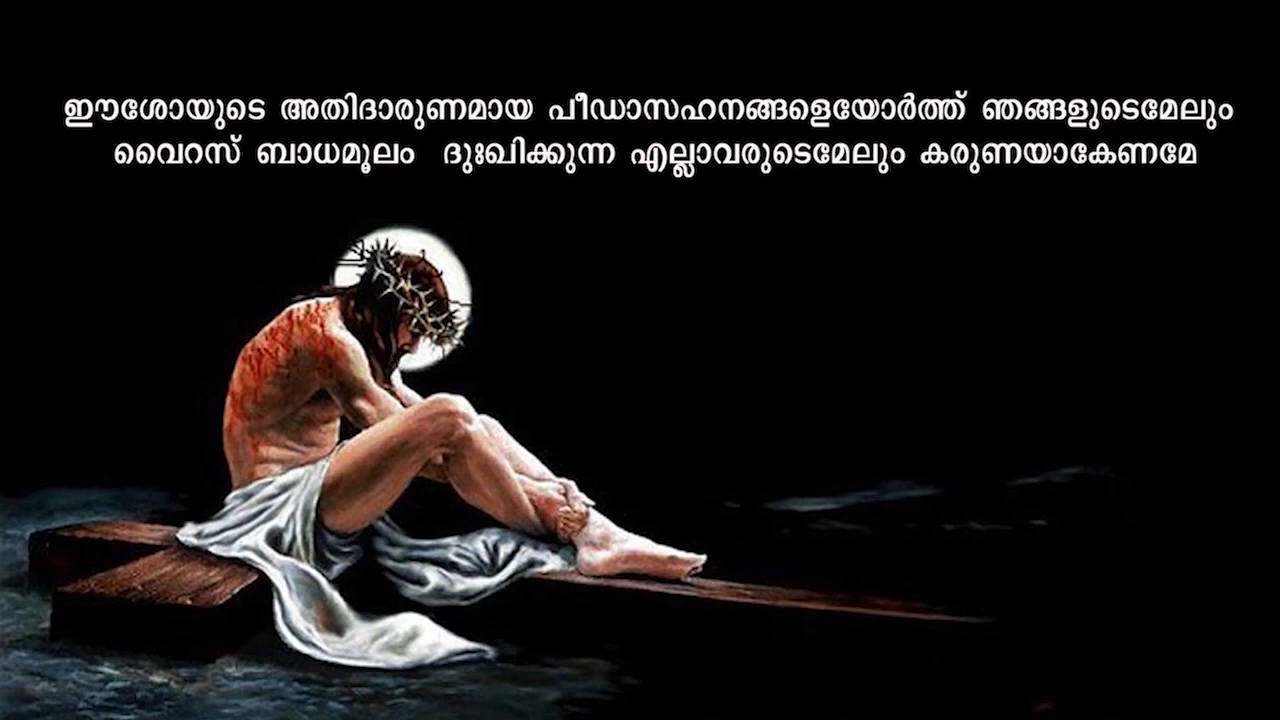 ഈശോയുടെ അതിദാരുണമായ പീഡാസഹനങ്ങളെയോർത്ത് ഞങ്ങളുടെമേലും
വൈറസ് ബാധമൂലം ദുഃഖിക്കുന്ന എല്ലാവരുടെമേലും കരുണയാകേണമേ